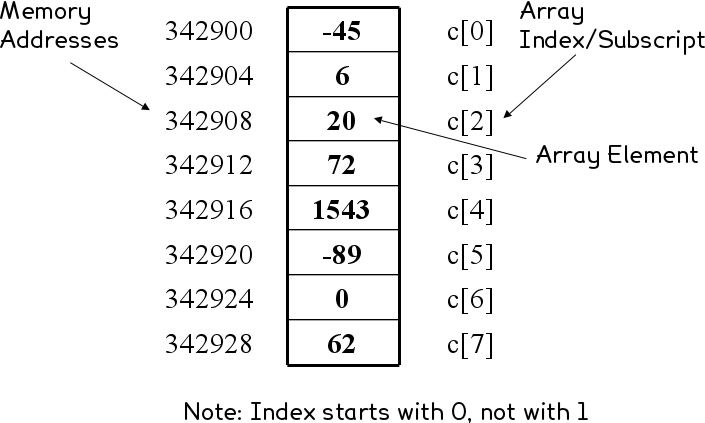 Memory Addresses
Array Index/Subscript
342900 -45 c[0]
342904 6 c[1]
342908 20 c[2]
Array Element
342912 72 c[3]
342916 1543 c[4]
342920 -89 c[5]
342924 0 c[6]
342928 62 c[7]
Note: Index starts with 0, not with 1